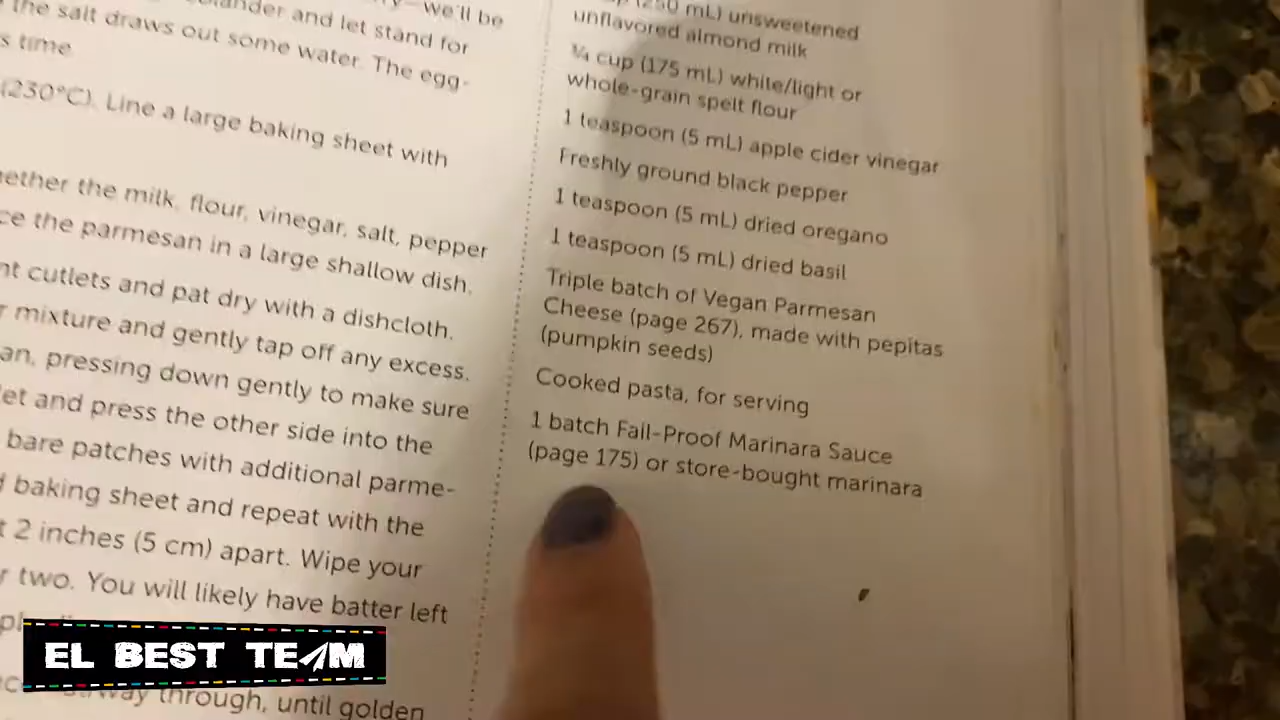 we'll be
and let stand for
the salt draws out some water. The egg-
s time
(230°C). Line a large baking sheet with
the milk, flour, vinegar, salt, pepper
the parmesan in a large shallow dish.
cutlets and pat dry with a dishcloth.
mixture and gently tap off any excess.
an, pressing down gently to make sure
and press the other side into the
bare patches with additional parme-
baking sheet and repeat with the
2 inches (5 cm) apart. Wipe your
two. You will likely have batter left
through, until golden
(250 mL) unsweetened
unflavored almond milk
¾ cup (175 mL) white/light or
whole-grain spelt flour
1 teaspoon (5 mL) apple cider vinegar
Freshly ground black pepper
1 teaspoon (5 mL) dried oregano
1 teaspoon (5 mL) dried basil
Triple batch of Vegan Parmesan
Cheese (page 267), made with pepitas
(pumpkin seeds)
Cooked pasta, for serving
1 batch Fail-Proof Marinara Sauce
(page 175) or store-bought marinara
EL BEST TEAM